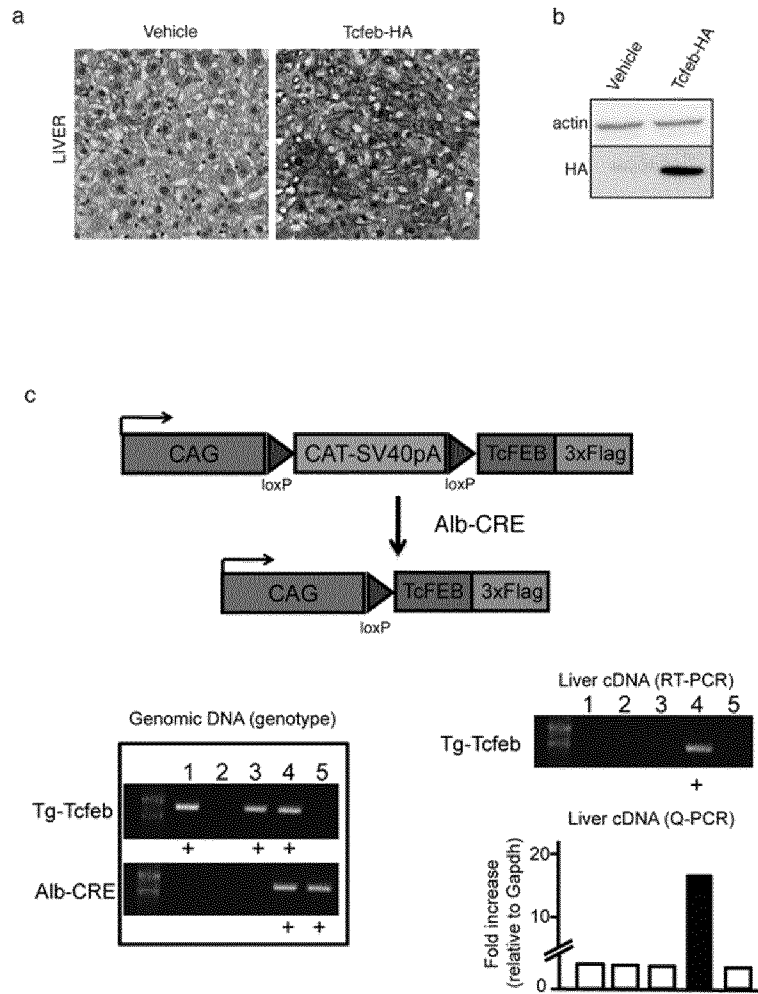 a
Vehicle
Tcfeb-HA
LIVER
b
Vehicle
Tcfeb-HA
actin
HA
c
CAG
CAT-SV40pA
TcFEB
3xFlag
loxP
loxP
Alb-CRE
CAG
TcFEB
3xFlag
loxP
Genomic DNA (genotype)
1 2 3 4 5
Tg-Tcfeb
+ + +
Alb-CRE
+ +
Liver cDNA (RT-PCR)
1 2 3 4 5
Tg-Tcfeb
+
Liver cDNA (Q-PCR)
Fold increase
(relative to Gapdh)
20
10
0